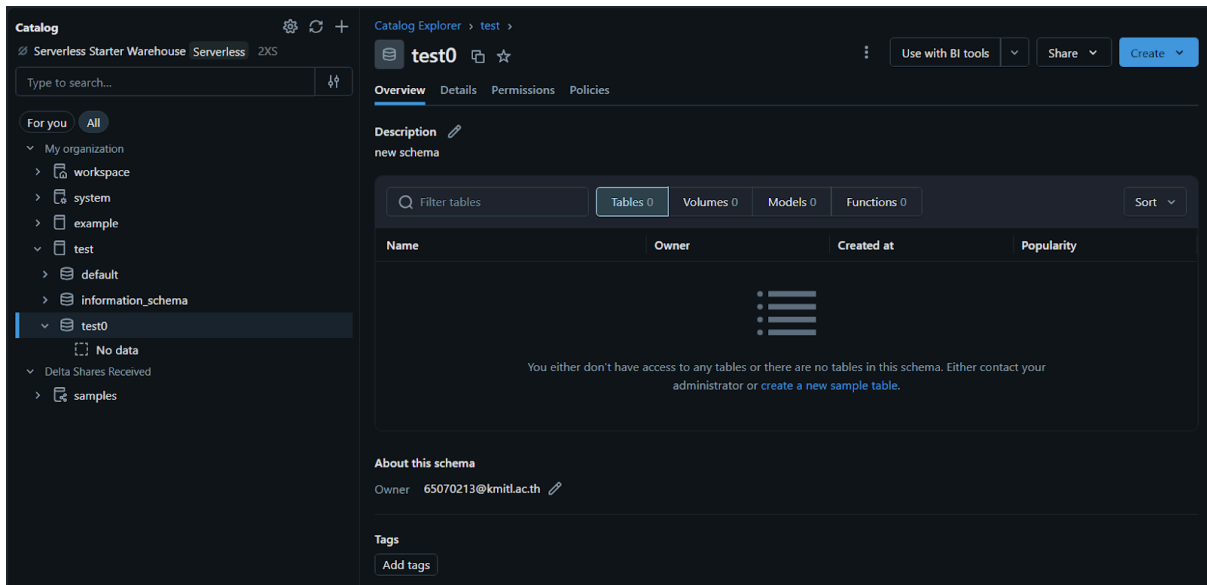 Catalog
Serverless Starter Warehouse Serverless 2XS
Type to search...
For you All
My organization
workspace
system
example
test
default
information_schema
test0
No data
Delta Shares Received
samples
Catalog Explorer › test ›
test0
Use with BI tools
Share
Create
Overview Details Permissions Policies
Description
new schema
Filter tables
Tables 0 Volumes 0 Models 0 Functions 0
Sort
Name Owner Created at Popularity
You either don't have access to any tables or there are no tables in this schema. Either contact your
administrator or create a new sample table.
About this schema
Owner 65070213@kmitl.ac.th
Tags
Add tags